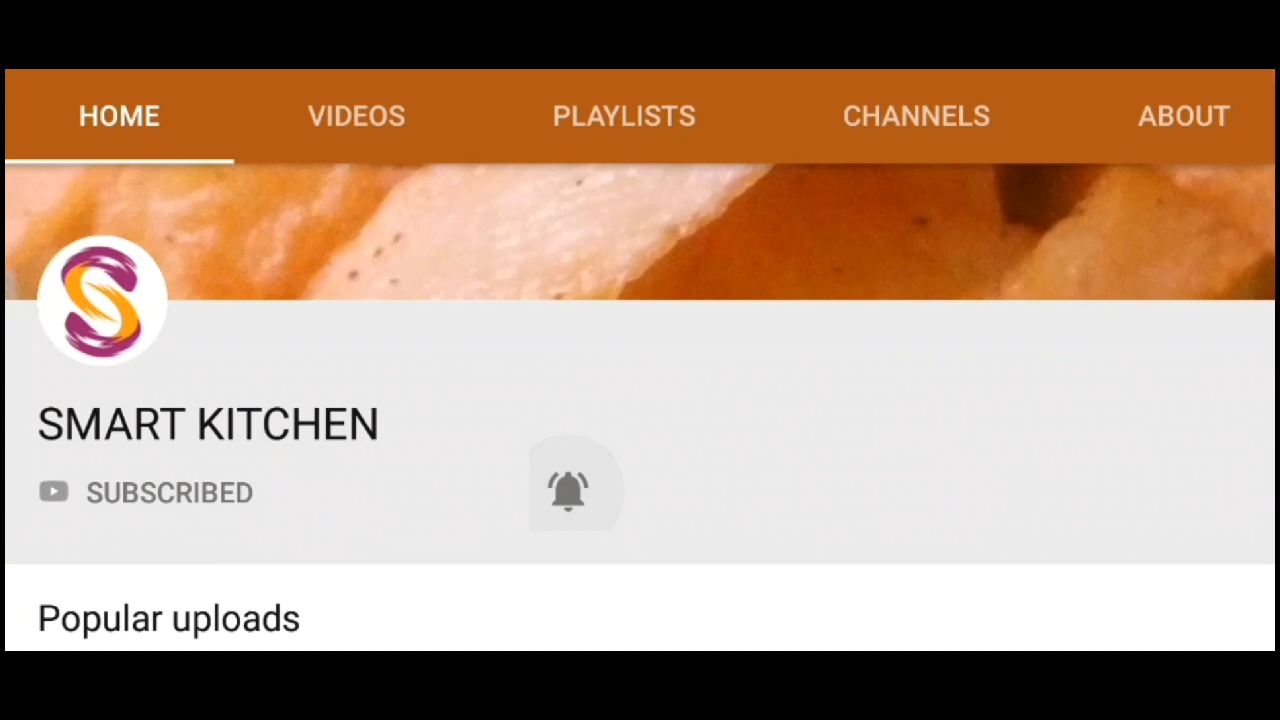 HOME VIDEOS PLAYLISTS CHANNELS ABOUT
SMART KITCHEN
SUBSCRIBED
Popular uploads